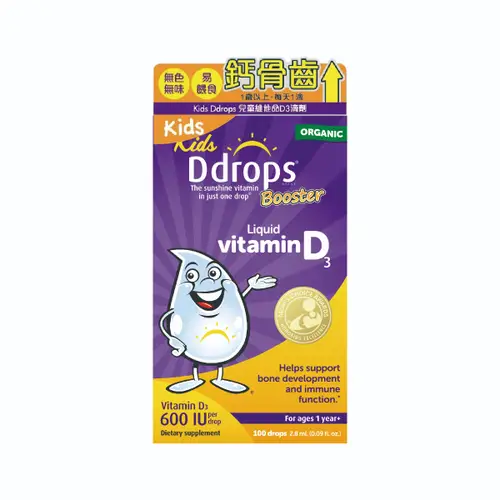 無色
無味
易
餵食
鈣骨齒
1歲以上，每天1滴
Kids Ddrops 兒童維他命D3滴劑
Kids
Kids
ORGANIC
Ddrops®
The sunshine vitamin
in just one drop®
Booster
Liquid
vitamin D3
Helps support
bone development
and immune
function.*
Vitamin D3
600 IU per drop
Dietary supplement
For ages 1 year+
100 drops 2.8 mL (0.09 fl. oz.)